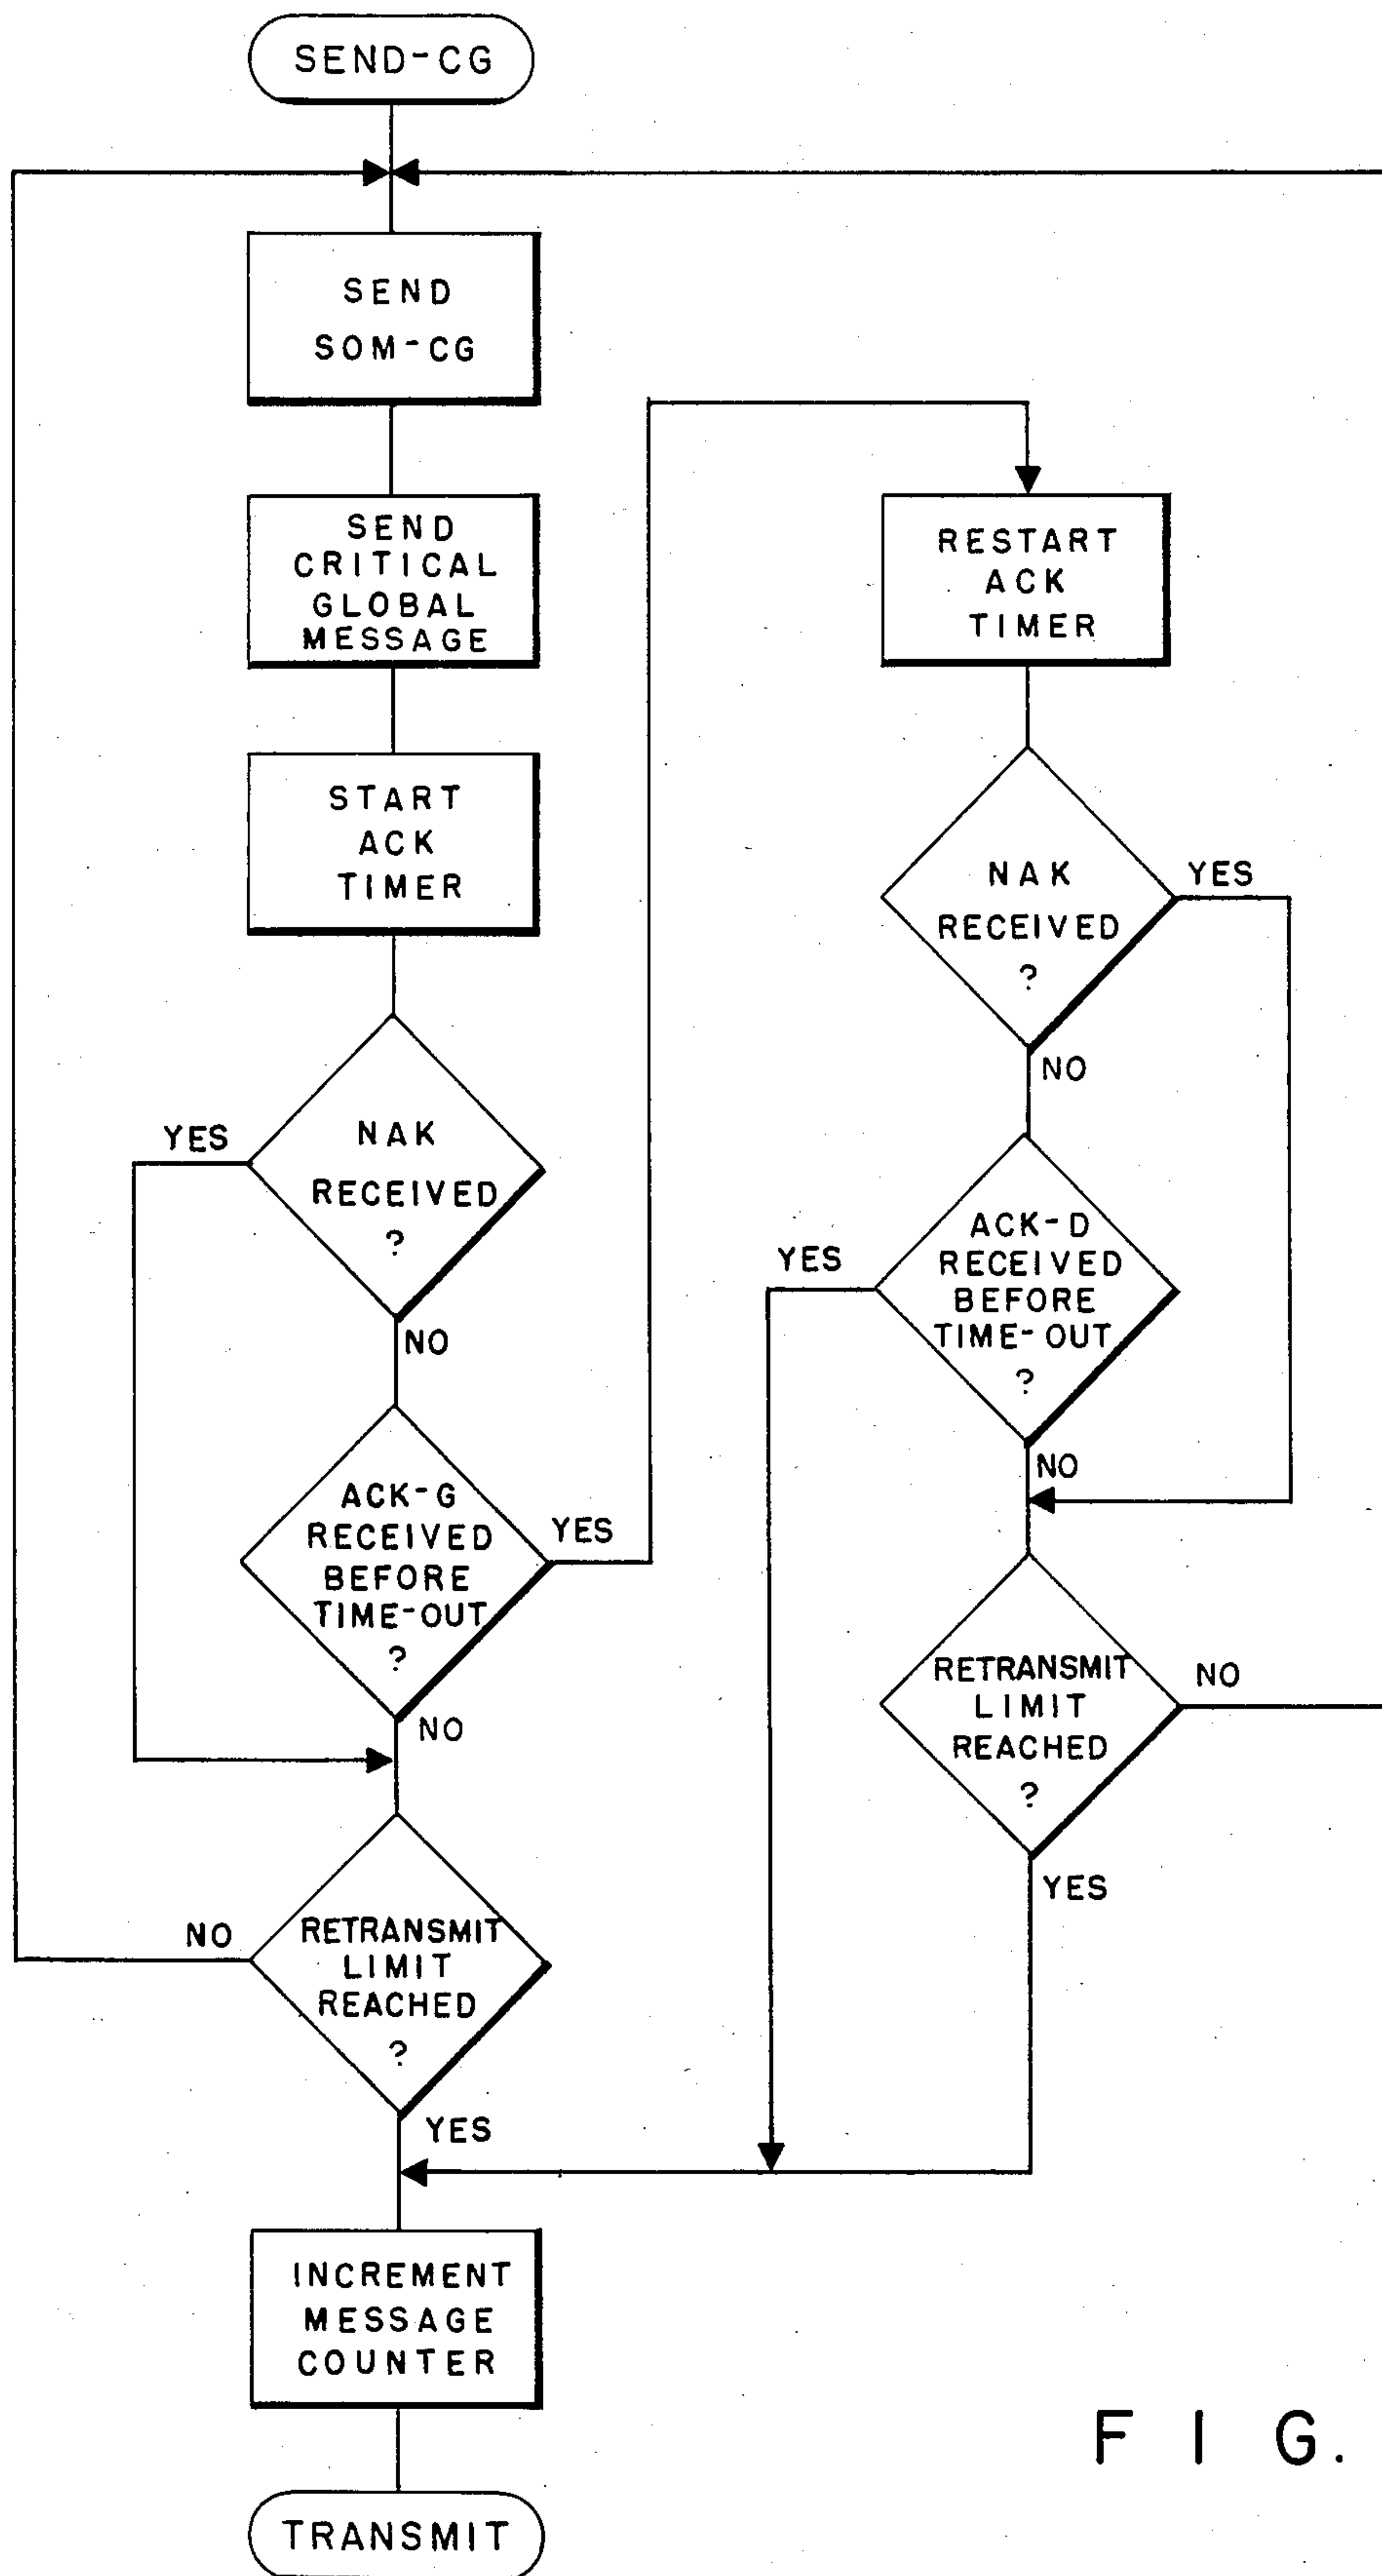 SEND-CG
SEND
SOM-CG
SEND
CRITICAL
GLOBAL
MESSAGE
START
ACK
TIMER
NAK
RECEIVED
?
YES
NO
ACK-G
RECEIVED
BEFORE
TIME-OUT
?
YES
NO
RETRANSMIT
LIMIT
REACHED
?
NO
YES
INCREMENT
MESSAGE
COUNTER
TRANSMIT
RESTART
ACK
TIMER
NAK
RECEIVED
?
YES
NO
ACK-D
RECEIVED
BEFORE
TIME-OUT
?
YES
NO
RETRANSMIT
LIMIT
REACHED
?
NO
YES
FIG.